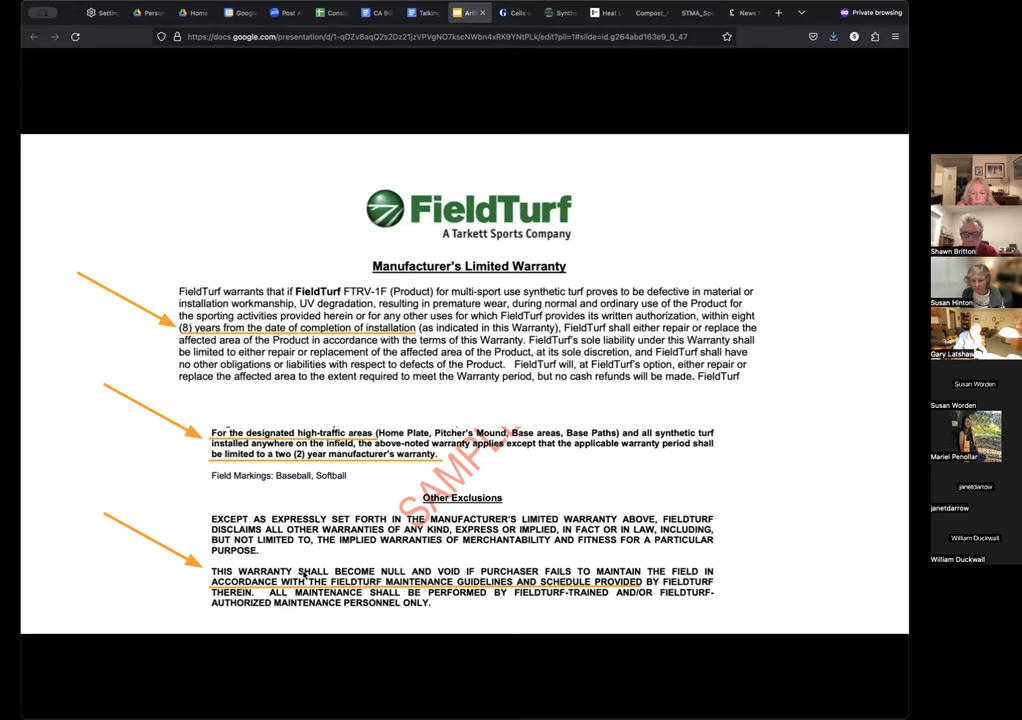 Settin
Person
Home
Google
Post A
Consi
CA Bi
Talkin
Arti
Cells o
Synthe
Heat L
Compost_
STMA_Sp
News
Private browsing
https://docs.google.com/presentation/d/1-qDZv8aqQ2s2Dz21jzVPVgNO7kscNWbn4xRK9YNtPLk/edit?pli=1#slide=id.g264abd163e9_0_47
FieldTurf
A Tarkett Sports Company
Manufacturer's Limited Warranty
FieldTurf warrants that if FieldTurf FTRV-1F (Product) for multi-sport use synthetic turf proves to be defective in material or
installation workmanship, UV degradation, resulting in premature wear, during normal and ordinary use of the Product for
the sporting activities provided herein or for any other uses for which FieldTurf provides its written authorization, within eight
(8) years from the date of completion of installation (as indicated in this Warranty), FieldTurf shall either repair or replace the
affected area of the Product in accordance with the terms of this Warranty. FieldTurf's sole liability under this Warranty shall
be limited to either repair or replacement of the affected area of the Product, at its sole discretion, and FieldTurf shall have
no other obligations or liabilities with respect to defects of the Product. FieldTurf will, at FieldTurf's option, either repair or
replace the affected area to the extent required to meet the Warranty period, but no cash refunds will be made. FieldTurf
For the designated high-traffic areas (Home Plate, Pitcher's Mound, Base areas, Base Paths) and all synthetic turf
installed anywhere on the infield, the above-noted warranty applies except that the applicable warranty period shall
be limited to a two (2) year manufacturer's warranty.
Field Markings: Baseball, Softball
SAMPL
Other Exclusions
EXCEPT AS EXPRESSLY SET FORTH IN THE MANUFACTURER'S LIMITED WARRANTY ABOVE, FIELDTURF
DISCLAIMS ALL OTHER WARRANTIES OF ANY KIND, EXPRESS OR IMPLIED, IN FACT OR IN LAW, INCLUDING,
BUT NOT LIMITED TO, THE IMPLIED WARRANTIES OF MERCHANTABILITY AND FITNESS FOR A PARTICULAR
PURPOSE.
THIS WARRANTY SHALL BECOME NULL AND VOID IF PURCHASER FAILS TO MAINTAIN THE FIELD IN
ACCORDANCE WITH THE FIELDTURF MAINTENANCE GUIDELINES AND SCHEDULE PROVIDED BY FIELDTURF
THEREIN. ALL MAINTENANCE SHALL BE PERFORMED BY FIELDTURF-TRAINED AND/OR FIELDTURF-
AUTHORIZED MAINTENANCE PERSONNEL ONLY.
Shawn Britton
Susan Hinton
Gary Latshaw
Susan Worden
Susan Worden
Mariel Penollar
janetdarrow
janetdarrow
William Duckwall
William Duckwall